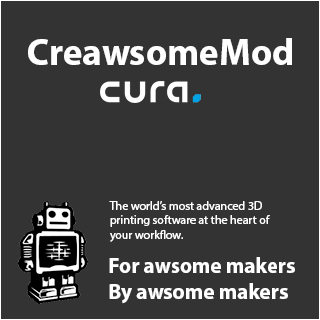 CreawsomeMod
cura.
The world's most advanced 3D
printing software at the heart of
your workflow.
For awsome makers
By awsome makers